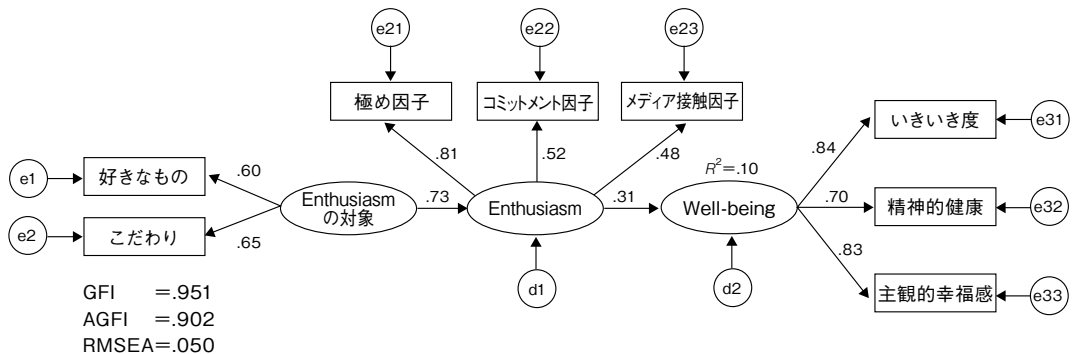 e21
e22
e23
極め因子
コミットメント因子
メディア接触因子
.81
.52
.48
e1
好きなもの
.60
e2
こだわり
.65
Enthusiasm
の対象
.73
Enthusiasm
.31
R²=.10
Well-being
d1
d2
.84
いきいき度
e31
.70
精神的健康
e32
.83
主観的幸福感
e33
GFI =.951
AGFI =.902
RMSEA=.050